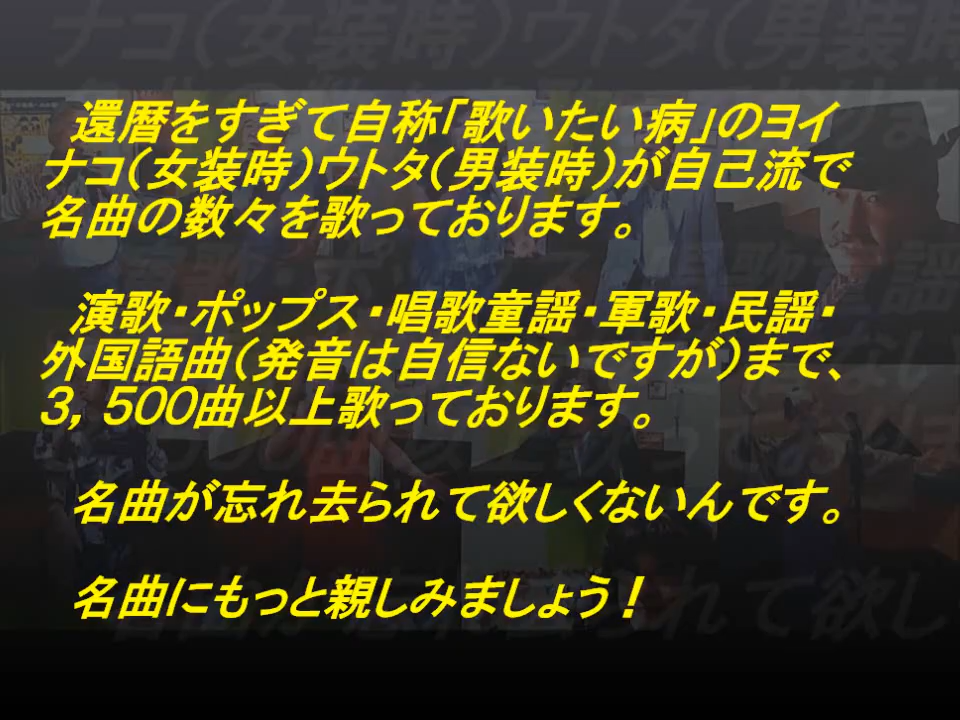 還暦をすぎて自称「歌いたい病」のヨイ
ナコ（女装時）ウトタ（男装時）が自己流で
名曲の数々を歌っております。
演歌・ポップス・唱歌童謡・軍歌・民謡・
外国語曲（発音は自信ないですが）まで、
３，５００曲以上歌っております。
名曲が忘れ去られて欲しくないんです。
名曲にもっと親しみましょう！